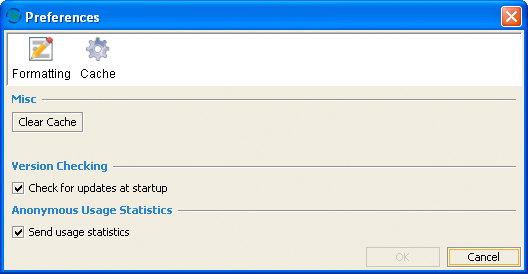 Preferences
Formatting Cache
Misc
Clear Cache
Version Checking
Check for updates at startup
Anonymous Usage Statistics
Send usage statistics
OK Cancel